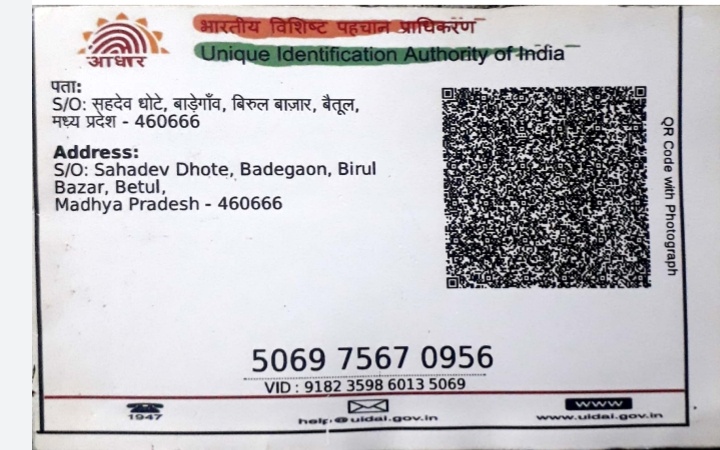 भारतीय विशिष्ट पहचान प्राधिकरण
Unique Identification Authority of India
आधार
पता:
S/O: सहदेव धोटे, बाड़ेगाँव, बिरुल बाज़ार, बैतूल,
मध्य प्रदेश - 460666
Address:
S/O: Sahadev Dhote, Badegaon, Birul
Bazar, Betul,
Madhya Pradesh - 460666
QR Code with Photograph
5069 7567 0956
VID : 9182 3598 6013 5069
1947
help@uidai.gov.in
www
www.uidai.gov.in